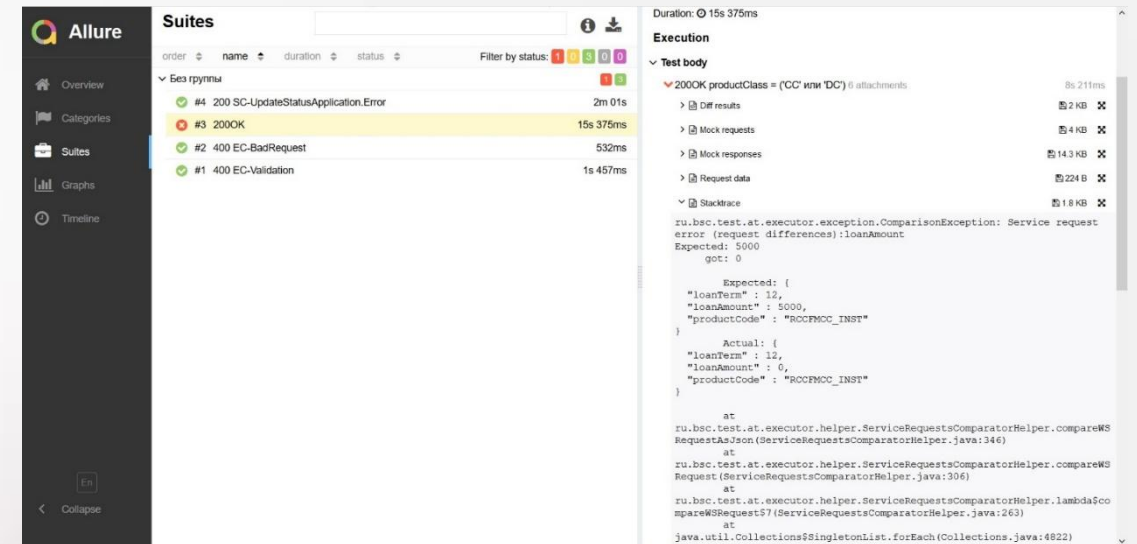 Allure
Overview
Categories
Suites
Graphs
Timeline
En
Collapse
Suites
order name duration status Filter by status: 1 0 3 0 0
Без группы 1 3
#4 200 SC-UpdateStatusApplication.Error 2m 01s
#3 200OK 15s 375ms
#2 400 EC-BadRequest 532ms
#1 400 EC-Validation 1s 457ms
Duration: 15s 375ms
Execution
Test body
200OK productClass = ('CC' или 'DC') 6 attachments 8s 211ms
Diff results 2 KB
Mock requests 4 KB
Mock responses 14.3 KB
Request data 224 B
Stacktrace 1.8 KB
ru.bsc.test.at.executor.exception.ComparisonException: Service request
error (request differences):loanAmount
Expected: 5000
got: 0
Expected: {
"loanTerm" : 12,
"loanAmount" : 5000,
"productCode" : "RCCFMCC_INST"
}
Actual: {
"loanTerm" : 12,
"loanAmount" : 0,
"productCode" : "RCCFMCC_INST"
}
at
ru.bsc.test.at.executor.helper.ServiceRequestsComparatorHelper.compareWS
RequestAsJson(ServiceRequestsComparatorHelper.java:346)
at
ru.bsc.test.at.executor.helper.ServiceRequestsComparatorHelper.compareWS
Request(ServiceRequestsComparatorHelper.java:306)
at
ru.bsc.test.at.executor.helper.ServiceRequestsComparatorHelper.lambda$co
mpareWSRequest$7(ServiceRequestsComparatorHelper.java:263)
at
java.util.Collections$SingletonList.forEach(Collections.java:4822)